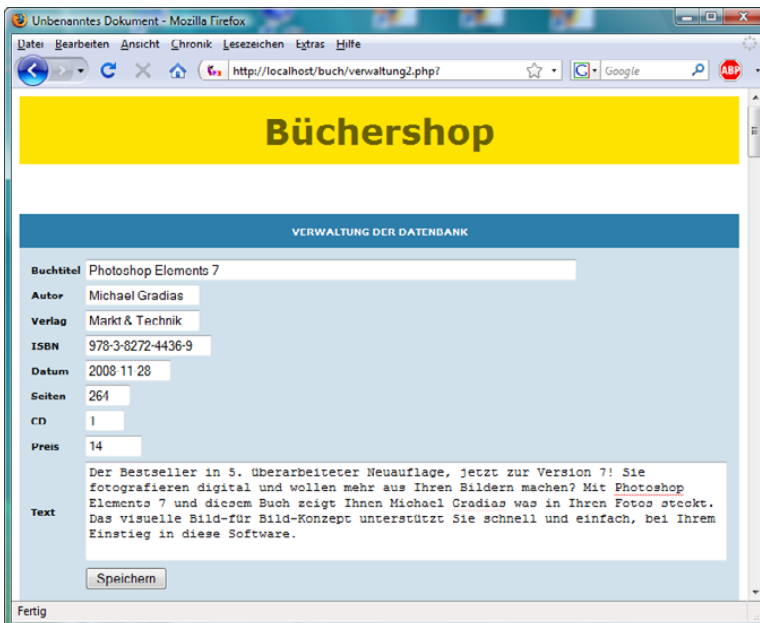 Unbenanntes Dokument - Mozilla Firefox
Datei Bearbeiten Ansicht Chronik Lesezeichen Extras Hilfe
http://localhost/buch/verwaltung2.php? Google ABP
Büchershop
VERWALTUNG DER DATENBANK
Buchtitel Photoshop Elements 7
Autor Michael Gradias
Verlag Markt & Technik
ISBN 978-3-8272-4436-9
Datum 2008-11-28
Seiten 264
CD 1
Preis 14
Text Der Bestseller in 5. überarbeiteter Neuauflage, jetzt zur Version 7! Sie
fotografieren digital und wollen mehr aus Ihren Bildern machen? Mit Photoshop
Elements 7 und diesem Buch zeigt Ihnen Michael Gradias was in Ihren Fotos steckt.
Das visuelle Bild-für Bild-Konzept unterstützt Sie schnell und einfach, bei Ihrem
Einstieg in diese Software.
Speichern
Fertig